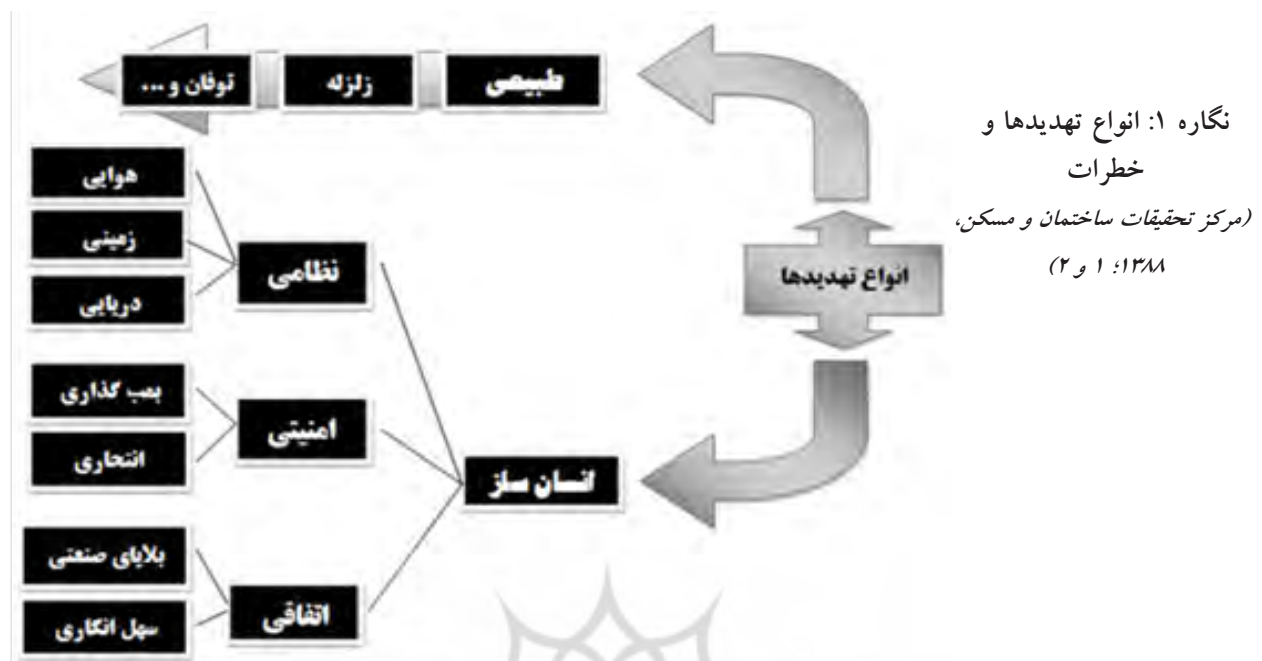 نگاره ۱: انواع تهدیدها و
خطرات
(مرکز تحقیقات ساختمان و مسکن،
۱۳۸۸؛ ۱ و ۲)
انواع تهدیدها
طبیعی
زلزله
توفان و ...
انسان ساز
نظامی
هوایی
زمینی
دریایی
امنیتی
بمب گذاری
انتحاری
اتفاقی
بلایای صنعتی
سهل انگاری